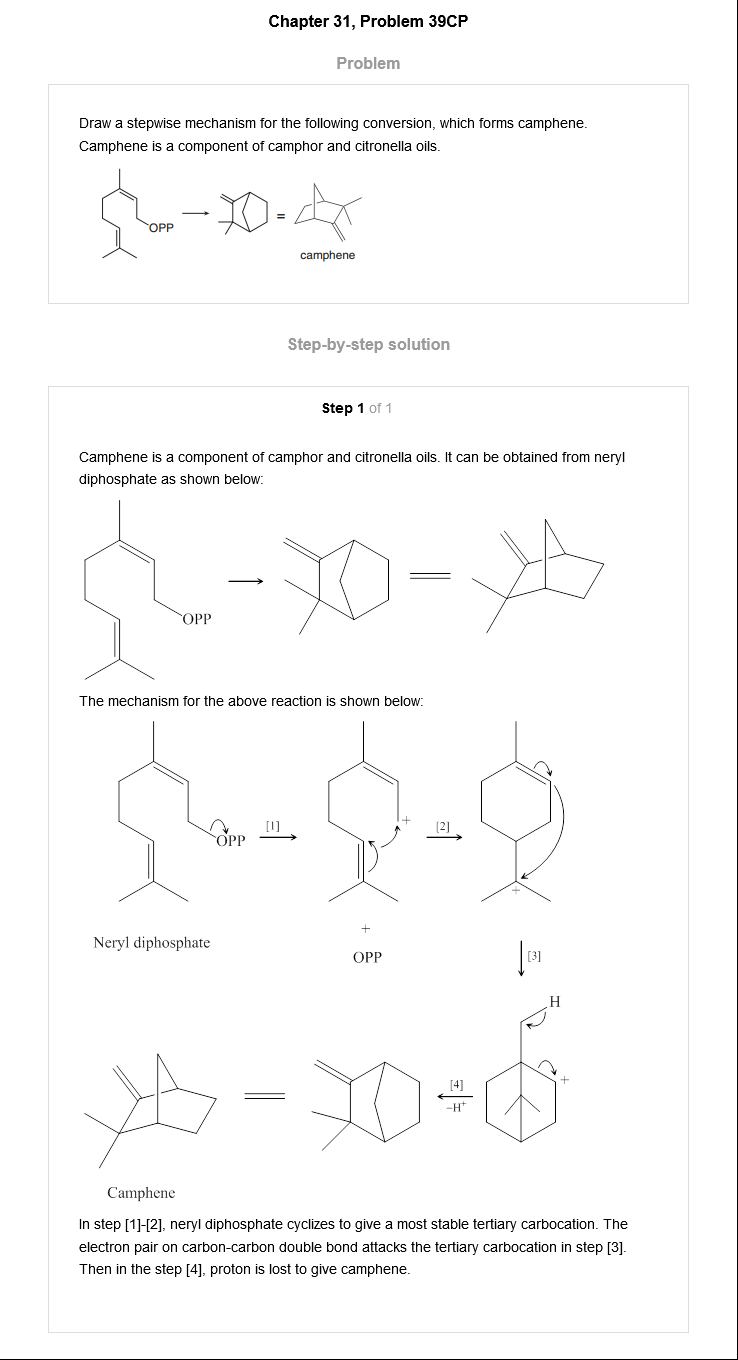 Chapter 31, Problem 39CP
Problem
Draw a stepwise mechanism for the following conversion, which forms camphene.
Camphene is a component of camphor and citronella oils.
OPP
=
camphene
Step-by-step solution
Step 1 of 1
Camphene is a component of camphor and citronella oils. It can be obtained from neryl
diphosphate as shown below:
OPP
The mechanism for the above reaction is shown below:
OPP
[1]
+
[2]
+
Neryl diphosphate
+
OPP
[3]
H
+
[4]
−H⁺
Camphene
In step [1]-[2], neryl diphosphate cyclizes to give a most stable tertiary carbocation. The
electron pair on carbon-carbon double bond attacks the tertiary carbocation in step [3].
Then in the step [4], proton is lost to give camphene.